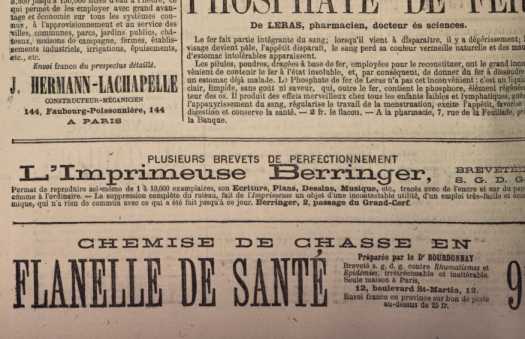 qui permet de les employer avec grand avan-
tage et économie sur tous les systèmes con-
nus, à l'approvisionnement et au service des
villes, communes, parcs, jardins publics, châ-
teaux, maisons de campagne, fermes, établis-
sements industriels, irrigations, épuisements,
etc., etc.
Envoi franco du prospectus détaillé.
J. HERMANN-LACHAPELLE
CONSTRUCTEUR-MÉCANICIEN
144, Faubourg-Poissonnière, 144
A PARIS
PHOSPHATE DE FER
De LERAS, pharmacien, docteur ès sciences.
Le fer fait partie intégrante du sang; lorsqu'il vient à disparaître, il y a dépérissement; 
visage devient pâle, l'appétit disparaît, le sang perd sa couleur vermeille naturelle et des maux
d'estomac intolérables apparaissent.
Les pilules, poudres, dragées à base de fer, employées pour le reconstituer, ont le grand incon-
vénient de contenir le fer à l'état insoluble, et, par conséquent, de donner du fer à dissoudre
un estomac déjà malade. Le Phosphate de fer de Leras n'a pas cet inconvénient : c'est un
clair, limpide, sans goût ni saveur, qui, outre le fer, contient le phosphore, élément régéné-
teur des os. Il produit des effets merveilleux chez tous les enfants faibles et lymphatiques,
l'appauvrissement du sang, régularise le travail de la menstruation, excite l'appétit, favorise
digestion et conserve la santé. — 2 fr. le flacon. — A la pharmacie, 7, rue de la Feuillade,
la Banque.
PLUSIEURS BREVETS DE PERFECTIONNEMENT
L'Imprimeuse Berringer, BREVETÉE
S. G. D. G.
Permet de reproduire soi-même de 1 à 10,000 exemplaires, son Ecriture, Plans, Dessins, Musique, etc., tracés avec de l'encre et sur du papier
comme à l'ordinaire. — La suppression complète du rateau, fait de l'Imprimeuse un objet d'une incontestable utilité, d'un emploi très-facile et
mique, qui n'a rien de commun avec ce qui a été fait jusqu'à ce jour. Berringer, 2, passage du Grand-Cerf.
CHEMISE DE CHASSE EN
FLANELLE DE SANTÉ
Préparée par le Dr BOURDONNAY
Breveté s. g. d. g. contre Rhumatismes et
Epidémies, irrétrécissable et inaltérable.
Seule maison à Paris,
12, boulevard St-Martin, 12.
Envoi franco en province sur bon de poste
au-dessus de 25 fr.
9